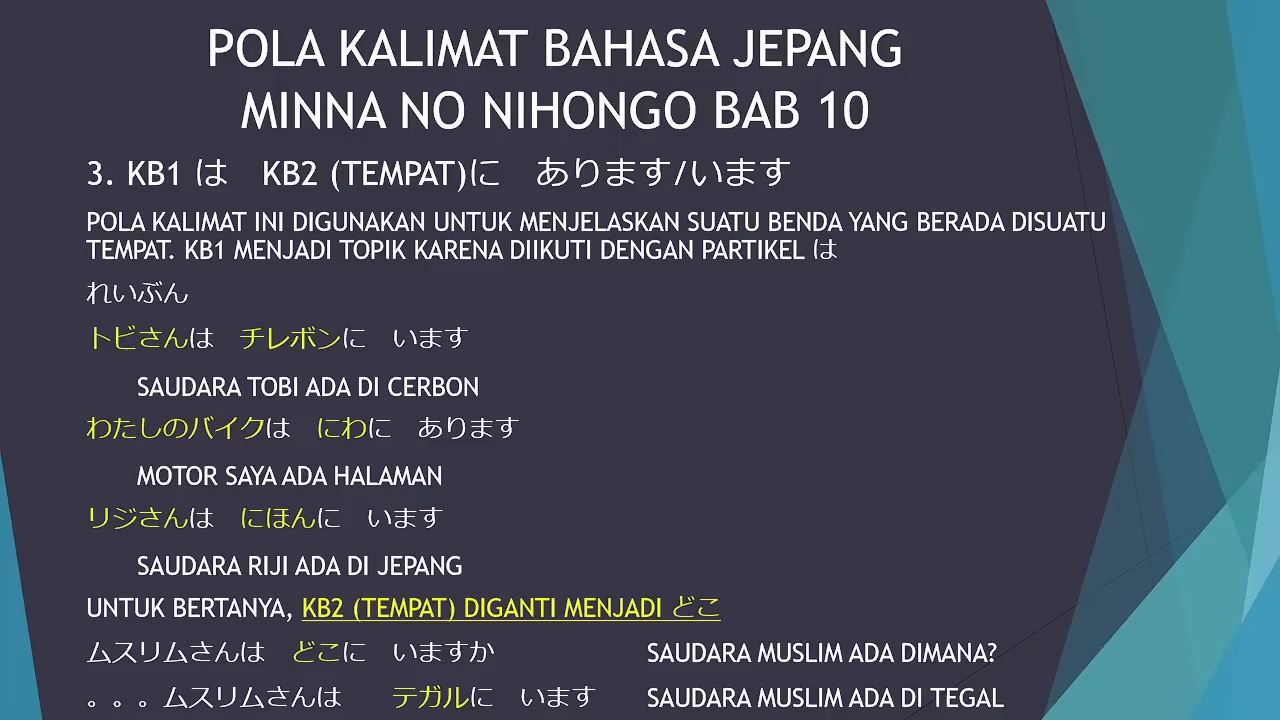 POLA KALIMAT BAHASA JEPANG
MINNA NO NIHONGO BAB 10
3. KB1 は　KB2 (TEMPAT)に　あります/います
POLA KALIMAT INI DIGUNAKAN UNTUK MENJELASKAN SUATU BENDA YANG BERADA DISUATU
TEMPAT. KB1 MENJADI TOPIK KARENA DIIKUTI DENGAN PARTIKEL は
れいぶん
トビさんは　チレボンに　います
SAUDARA TOBI ADA DI CERBON
わたしのバイクは　にわに　あります
MOTOR SAYA ADA HALAMAN
リジさんは　にほんに　います
SAUDARA RIJI ADA DI JEPANG
UNTUK BERTANYA, KB2 (TEMPAT) DIGANTI MENJADI どこ
ムスリムさんは　どこに　いますか　SAUDARA MUSLIM ADA DIMANA?
。。。ムスリムさんは　テガルに　います　SAUDARA MUSLIM ADA DI TEGAL